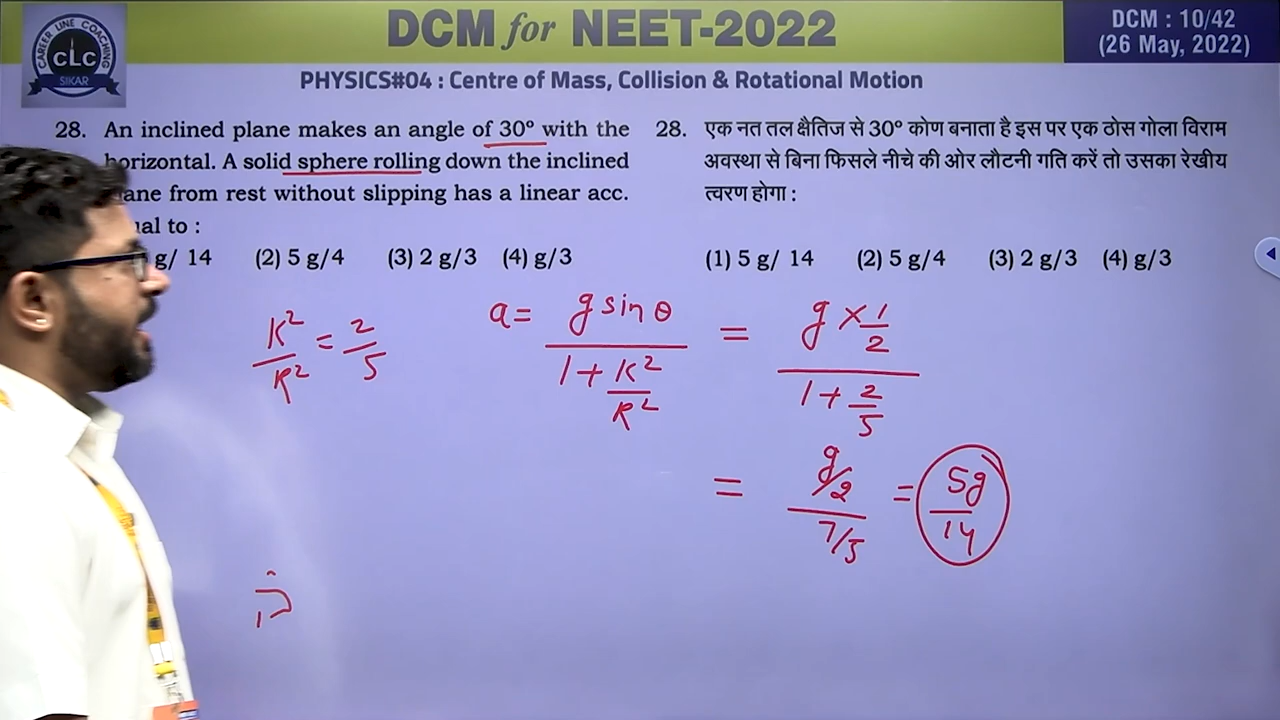 DCM for NEET-2022
DCM : 10/42
(26 May, 2022)
CAREER LINE COACHING
CLC
SIKAR
PHYSICS#04 : Centre of Mass, Collision & Rotational Motion
28. An inclined plane makes an angle of 30° with the
horizontal. A solid sphere rolling down the inclined
plane from rest without slipping has a linear acc.
equal to :
g/ 14 (2) 5 g/4 (3) 2 g/3 (4) g/3
28. एक नत तल क्षैतिज से 30° कोण बनाता है इस पर एक ठोस गोला विराम
अवस्था से बिना फिसले नीचे की ओर लौटनी गति करें तो उसका रेखीय
त्वरण होगा :
(1) 5 g/ 14 (2) 5 g/4 (3) 2 g/3 (4) g/3
K²/R² = 2/5
a = g sin θ / 1 + K²/R² = g × 1/2 / 1 + 2/5
= g/2 / 7/5 = 5g/14